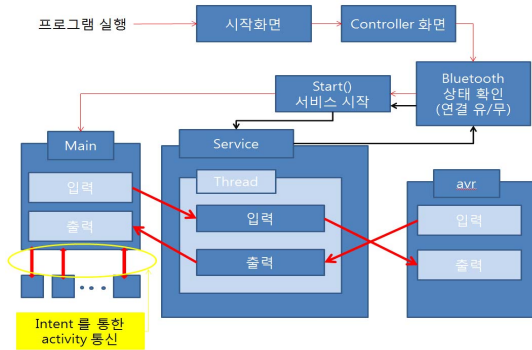 프로그램 실행
시작화면
Controller 화면
Bluetooth
상태 확인
(연결 유/무)
Start()
서비스 시작
Main
입력
출력
Service
Thread
입력
출력
avr
입력
출력
Intent 를 통한
activity 통신